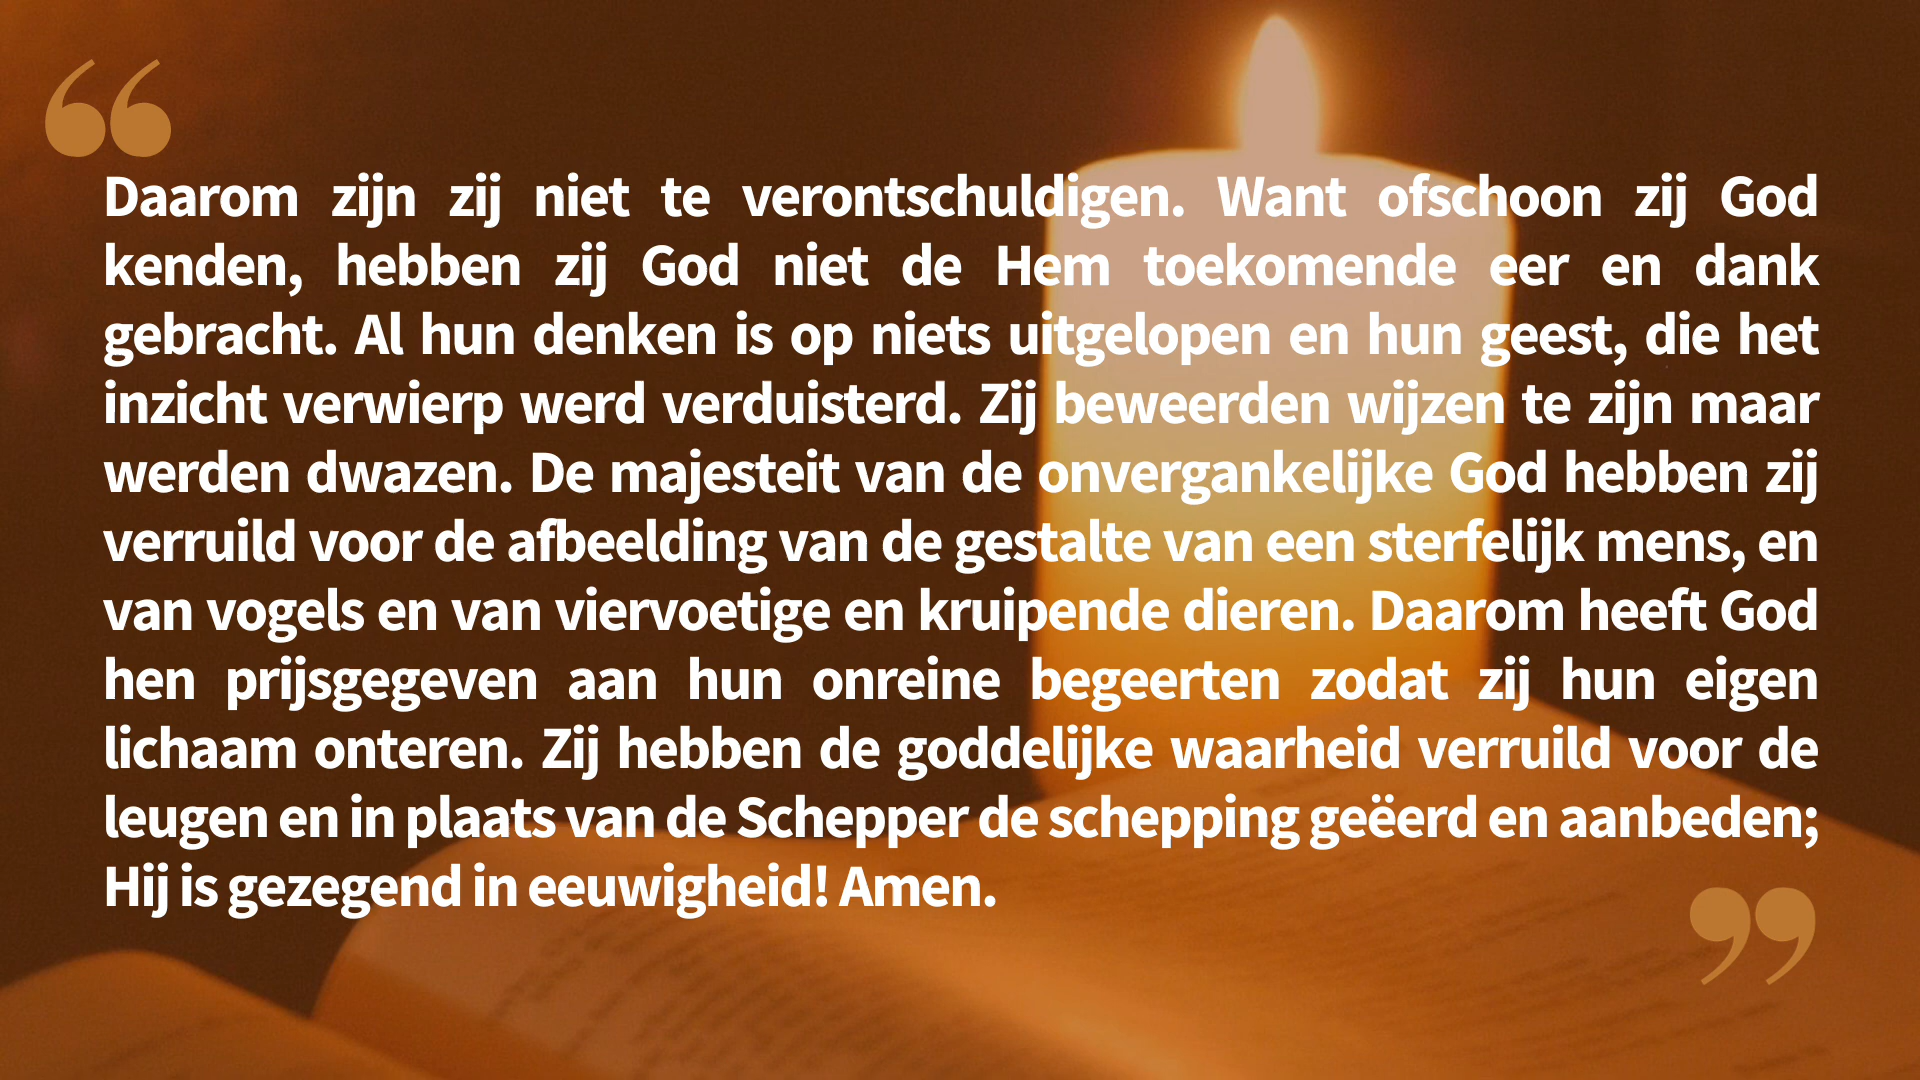 “
Daarom zijn zij niet te verontschuldigen. Want ofschoon zij God
kenden, hebben zij God niet de Hem toekomende eer en dank
gebracht. Al hun denken is op niets uitgelopen en hun geest, die het
inzicht verwierp werd verduisterd. Zij beweerden wijzen te zijn maar
werden dwazen. De majesteit van de onvergankelijke God hebben zij
verruild voor de afbeelding van de gestalte van een sterfelijk mens, en
van vogels en van viervoetige en kruipende dieren. Daarom heeft God
hen prijsgegeven aan hun onreine begeerten zodat zij hun eigen
lichaam onteren. Zij hebben de goddelijke waarheid verruild voor de
leugen en in plaats van de Schepper de schepping geëerd en aanbeden;
Hij is gezegend in eeuwigheid! Amen.
”